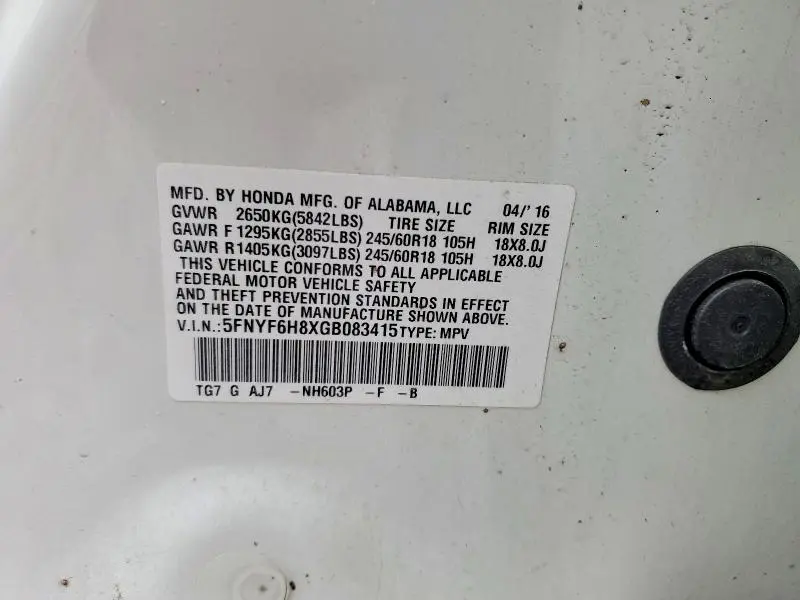 MFD. BY HONDA MFG. OF ALABAMA, LLC 04/' 16
GVWR 2650KG(5842LBS) TIRE SIZE RIM SIZE
GAWR F 1295KG(2855LBS) 245/60R18 105H 18X8.0J
GAWR R1405KG(3097LBS) 245/60R18 105H 18X8.0J
THIS VEHICLE CONFORMS TO ALL APPLICABLE
FEDERAL MOTOR VEHICLE SAFETY
AND THEFT PREVENTION STANDARDS IN EFFECT
ON THE DATE OF MANUFACTURE SHOWN ABOVE.
V.I.N.:5FNYF6H8XGB083415TYPE: MPV
TG7 G AJ7 -NH603P -F -B